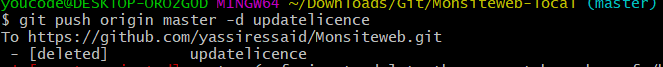 youcode@DESKTOP-ORO2GOD MINGW64 ~/Downloads/Git/Monsiteweb-local (master)
$ git push origin master -d updatelicence
To https://github.com/yassiressaid/Monsiteweb.git
 - [deleted]         updatelicence